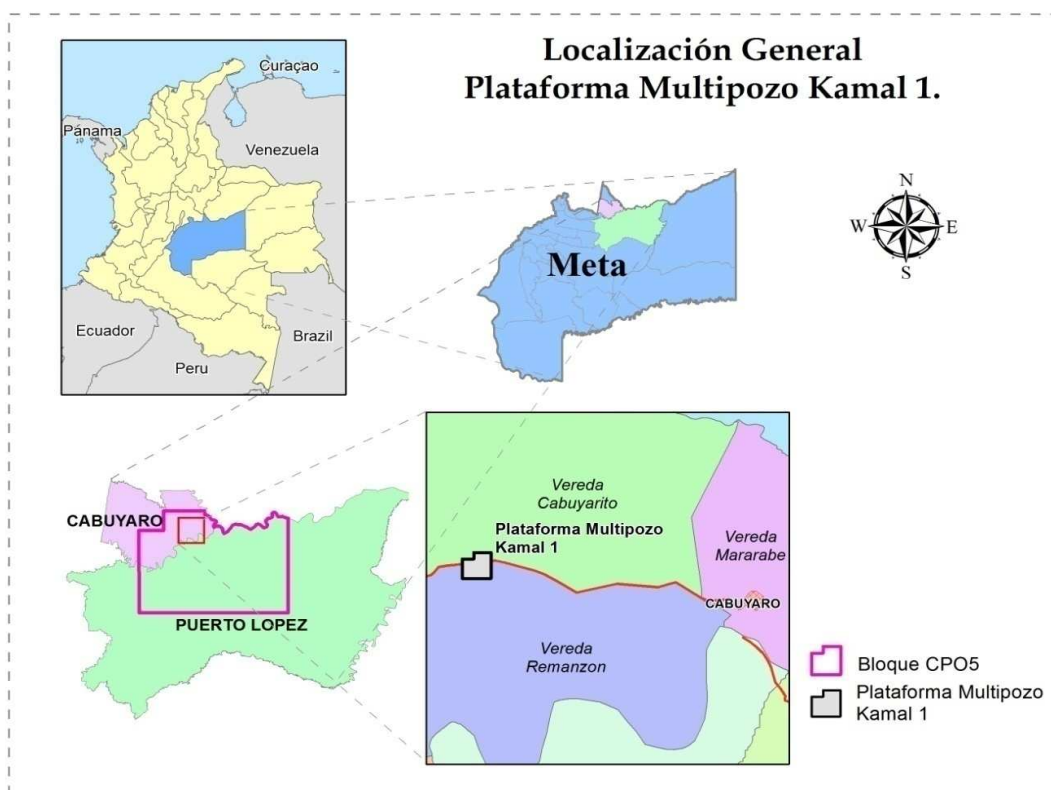 Localización General
Plataforma Multipozo Kamal 1.
Curaçao
Pánama
Venezuela
Ecuador
Brazil
Peru
Meta
N
W
E
S
CABUYARO
PUERTO LOPEZ
Vereda
Cabuyarito
Plataforma Multipozo
Kamal 1
Vereda
Mararabe
CABUYARO
Vereda
Remanzon
Bloque CPO5
Plataforma Multipozo
Kamal 1